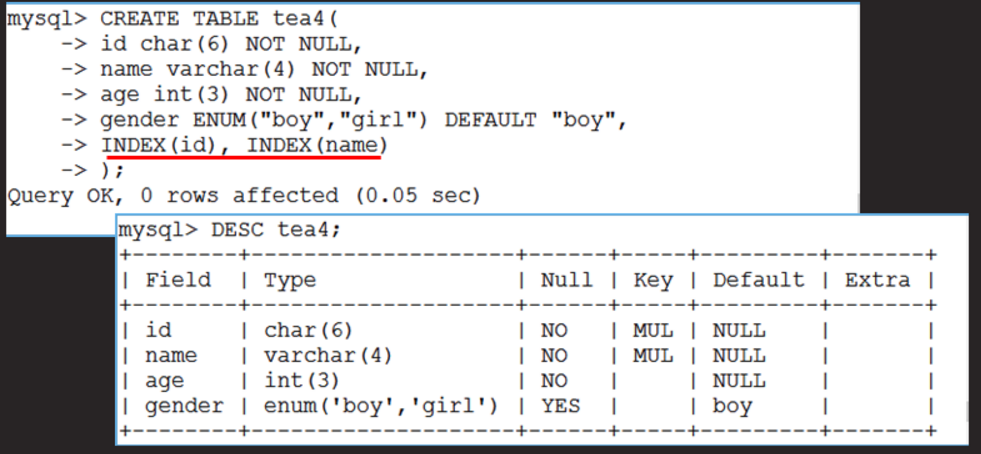 mysql> CREATE TABLE tea4(
    -> id char(6) NOT NULL,
    -> name varchar(4) NOT NULL,
    -> age int(3) NOT NULL,
    -> gender ENUM("boy","girl") DEFAULT "boy",
    -> INDEX(id), INDEX(name)
    -> );
Query OK, 0 rows affected (0.05 sec)
mysql> DESC tea4;
+--------+--------------------+------+-----+---------+-------+
| Field  | Type               | Null | Key | Default | Extra |
+--------+--------------------+------+-----+---------+-------+
| id     | char(6)            | NO   | MUL | NULL    |       |
| name   | varchar(4)         | NO   | MUL | NULL    |       |
| age    | int(3)             | NO   |     | NULL    |       |
| gender | enum('boy','girl') | YES  |     | boy     |       |
+--------+--------------------+------+-----+---------+-------+